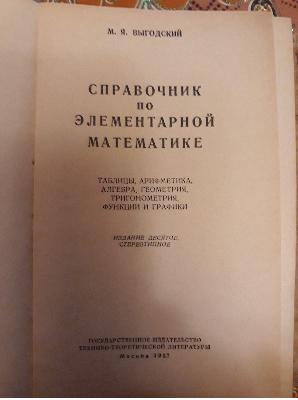 М. Я. ВЫГОДСКИЙ
СПРАВОЧНИК
ПО
ЭЛЕМЕНТАРНОЙ
МАТЕМАТИКЕ
ТАБЛИЦЫ, АРИФМЕТИКА,
АЛГЕБРА, ГЕОМЕТРИЯ,
ТРИГОНОМЕТРИЯ,
ФУНКЦИИ И ГРАФИКИ
ИЗДАНИЕ ДЕСЯТОЕ,
СТЕРЕОТИПНОЕ
ГОСУДАРСТВЕННОЕ ИЗДАТЕЛЬСТВО
ТЕХНИКО-ТЕОРЕТИЧЕСКОЙ ЛИТЕРАТУРЫ
Москва 1957